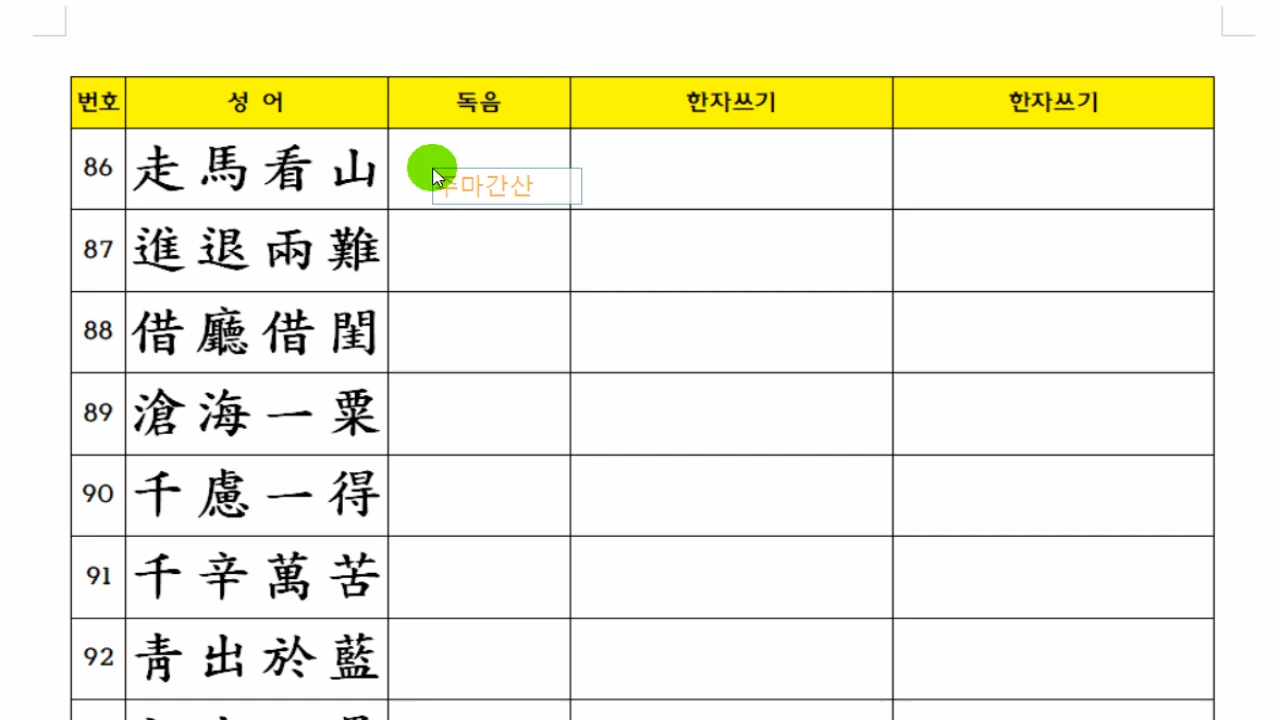 번호 성 어 독음 한자쓰기 한자쓰기
86 走 馬 看 山 주마간산
87 進 退 兩 難
88 借 廳 借 閨
89 滄 海 一 粟
90 千 慮 一 得
91 千 辛 萬 苦
92 靑 出 於 藍